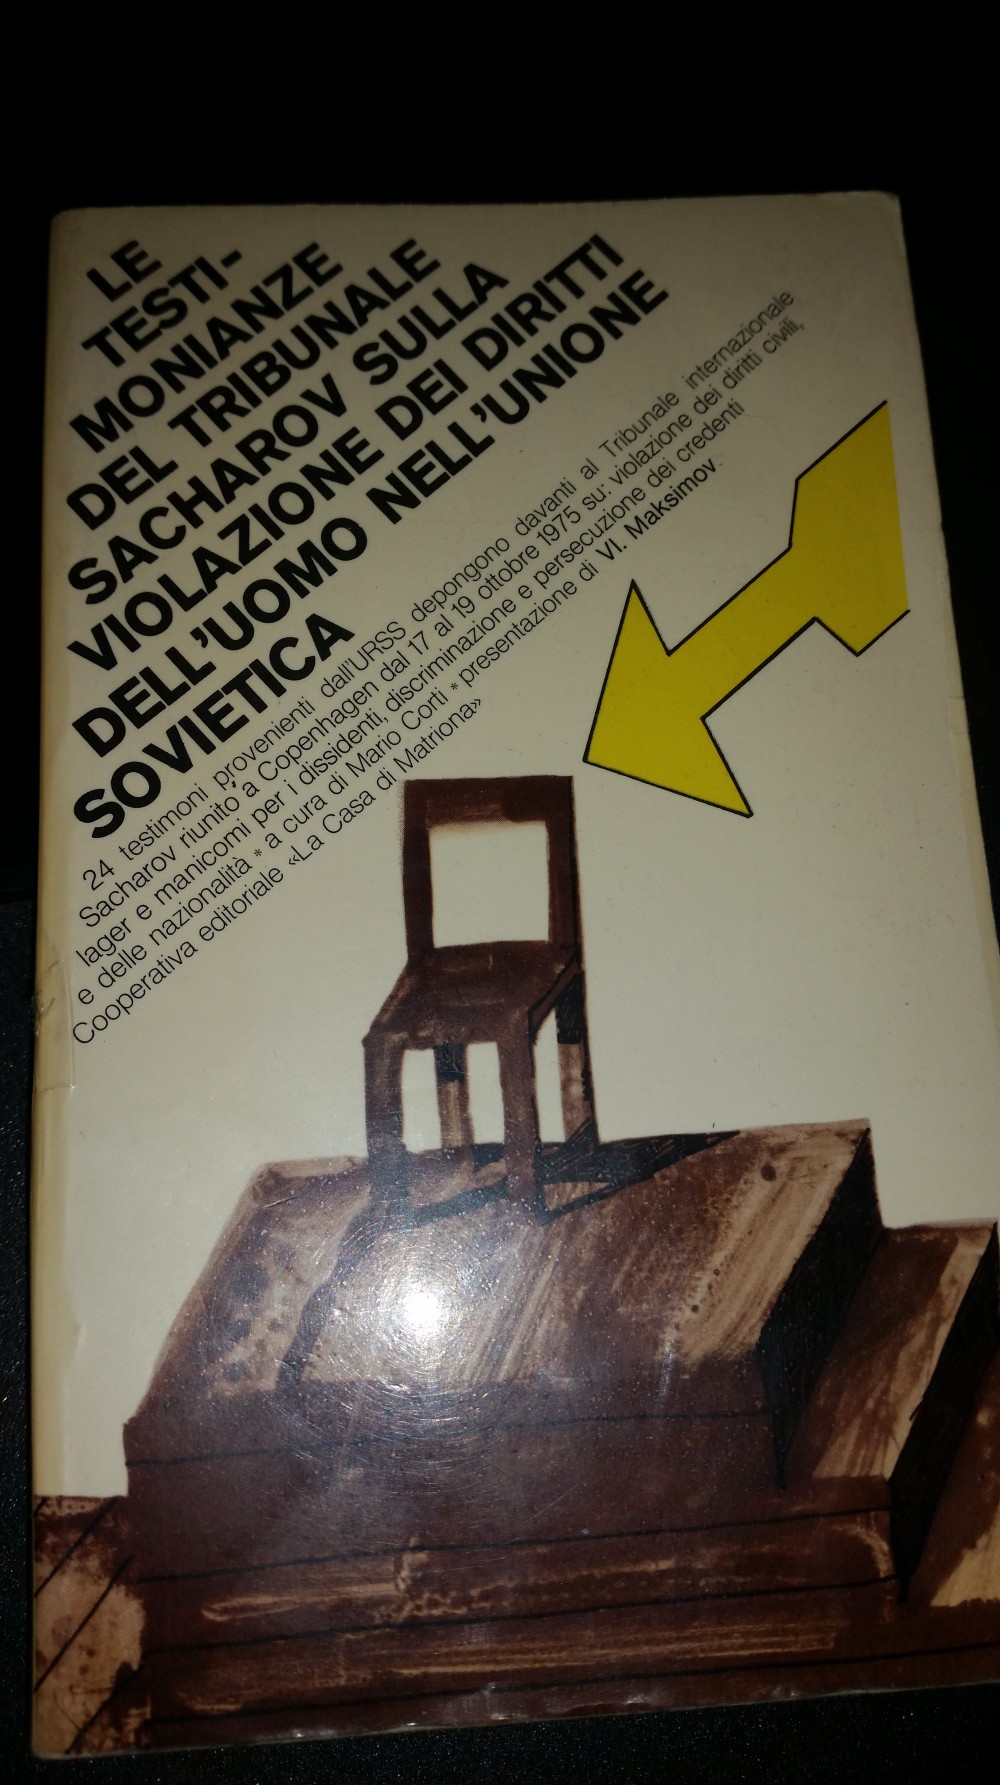 LE
TESTI-
MONIANZE
DEL TRIBUNALE
SACHAROV SULLA
VIOLAZIONE DEI DIRITTI
DELL'UOMO NELL'UNIONE
SOVIETICA
24 testimoni provenienti dall'URSS depongono davanti al Tribunale internazionale
Sacharov riunito a Copenhagen dal 17 al 19 ottobre 1975 su: violazione dei diritti civili,
lager e manicomi per i dissidenti, discriminazione e persecuzione dei credenti
e delle nazionalità * a cura di Mario Corti * presentazione di Vl. Maksimov.
Cooperativa editoriale «La Casa di Matriona»